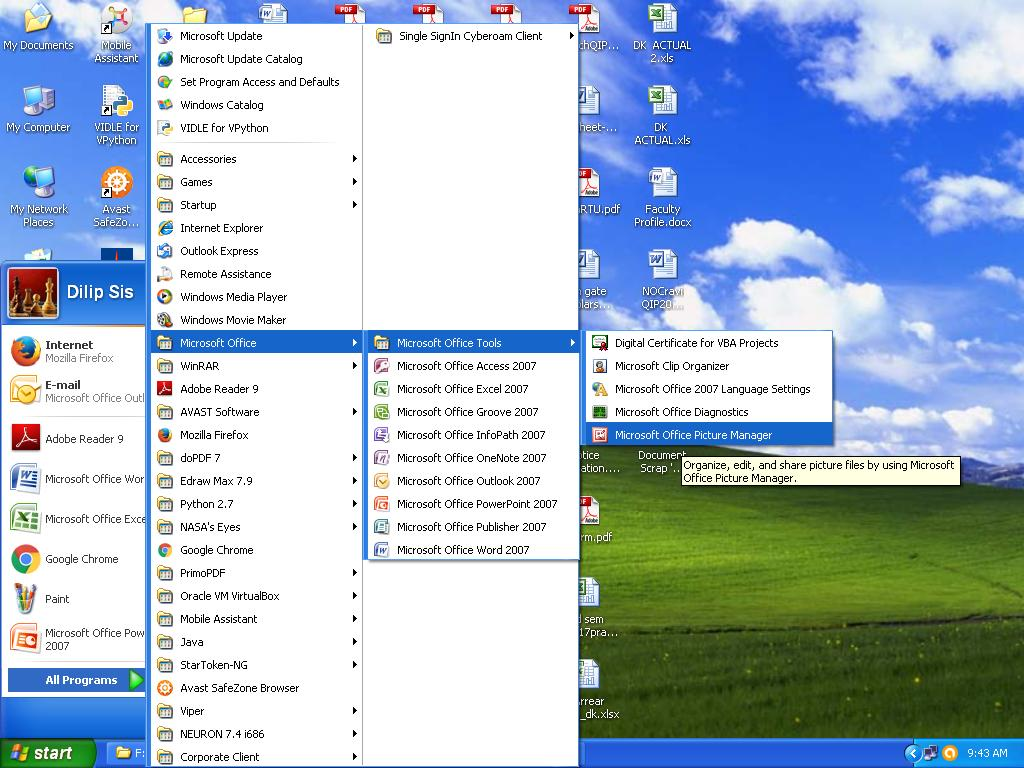 My Documents
Mobile
Assistant
My Computer
VIDLE for
VPython
My Network
Places
Avast
SafeZo...
Dilip Sis
Internet
Mozilla Firefox
E-mail
Microsoft Office Outl
Adobe Reader 9
Microsoft Office Wor
Microsoft Office Exce
Google Chrome
Paint
Microsoft Office Pow
2007
All Programs
start
F:
Microsoft Update
Microsoft Update Catalog
Set Program Access and Defaults
Windows Catalog
VIDLE for VPython
Accessories
Games
Startup
Internet Explorer
Outlook Express
Remote Assistance
Windows Media Player
Windows Movie Maker
Microsoft Office
WinRAR
Adobe Reader 9
AVAST Software
Mozilla Firefox
doPDF 7
Edraw Max 7.9
Python 2.7
NASA's Eyes
Google Chrome
PrimoPDF
Oracle VM VirtualBox
Mobile Assistant
Java
StarToken-NG
Avast SafeZone Browser
Viper
NEURON 7.4 i686
Corporate Client
Single SignIn Cyberoam Client
Microsoft Office Tools
Microsoft Office Access 2007
Microsoft Office Excel 2007
Microsoft Office Groove 2007
Microsoft Office InfoPath 2007
Microsoft Office OneNote 2007
Microsoft Office Outlook 2007
Microsoft Office PowerPoint 2007
Microsoft Office Publisher 2007
Microsoft Office Word 2007
Digital Certificate for VBA Projects
Microsoft Clip Organizer
Microsoft Office 2007 Language Settings
Microsoft Office Diagnostics
Microsoft Office Picture Manager
Organize, edit, and share picture files by using Microsoft
Office Picture Manager.
PDF
PDF
PDF
PDF
chQIP...
DK ACTUAL
2.xls
heet-...
DK
ACTUAL.xls
RTU.pdf
Faculty
Profile.docx
gate
lars...
NOCravi
QIP20...
tice
ation....
Document
Scrap '...
rm.pdf
sem
17pra...
rrear
_dk.xlsx
9:43 AM